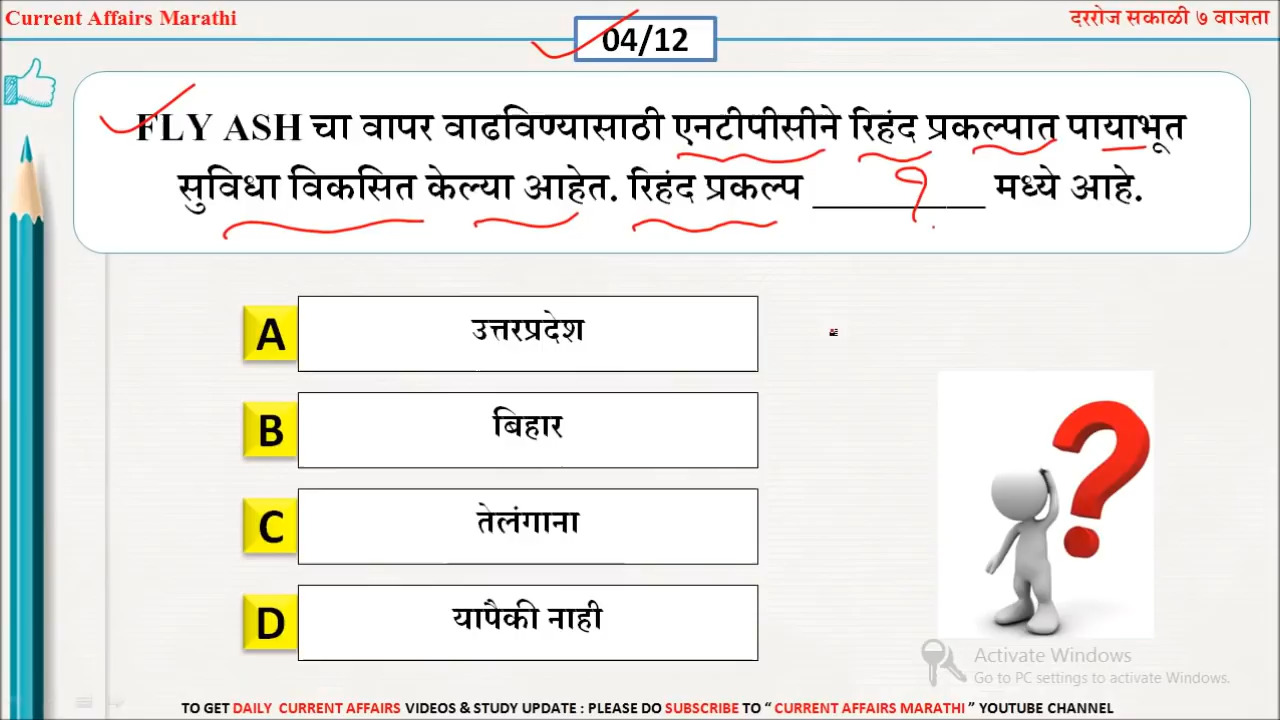 Current Affairs Marathi
दररोज सकाळी ७ वाजता
04/12
FLY ASH चा वापर वाढविण्यासाठी एनटीपीसीने रिहंद प्रकल्पात पायाभूत
सुविधा विकसित केल्या आहेत. रिहंद प्रकल्प ________ मध्ये आहे.
A उत्तरप्रदेश
B बिहार
C तेलंगाना
D यापैकी नाही
Activate Windows
Go to PC settings to activate Windows.
TO GET DAILY CURRENT AFFAIRS VIDEOS & STUDY UPDATE : PLEASE DO SUBSCRIBE TO “ CURRENT AFFAIRS MARATHI ” YOUTUBE CHANNEL